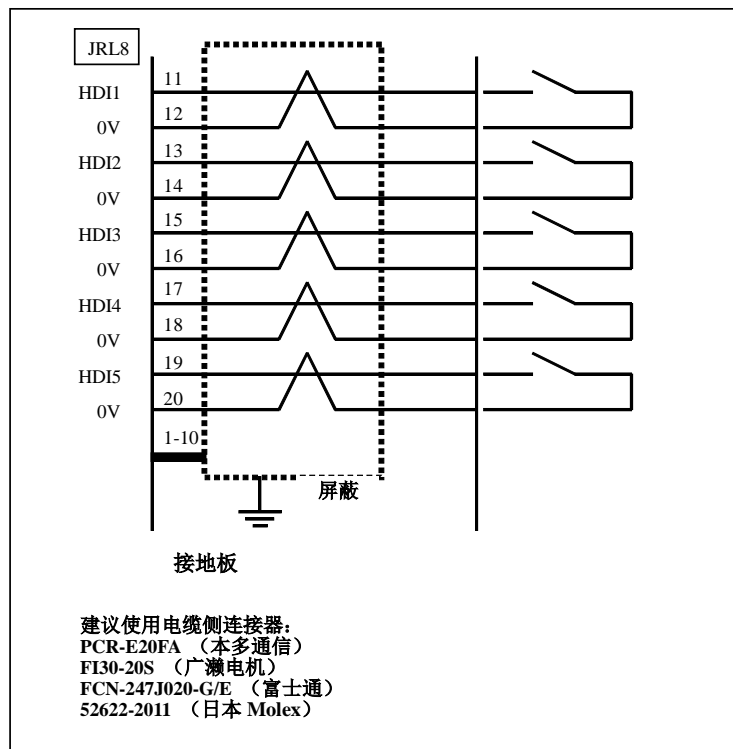 JRL8
HDI1 11
0V 12
HDI2 13
0V 14
HDI3 15
0V 16
HDI4 17
0V 18
HDI5 19
0V 20
1-10
屏蔽
接地板
建议使用电缆侧连接器：
PCR-E20FA （本多通信）
FI30-20S （广濑电机）
FCN-247J020-G/E （富士通）
52622-2011 （日本 Molex）